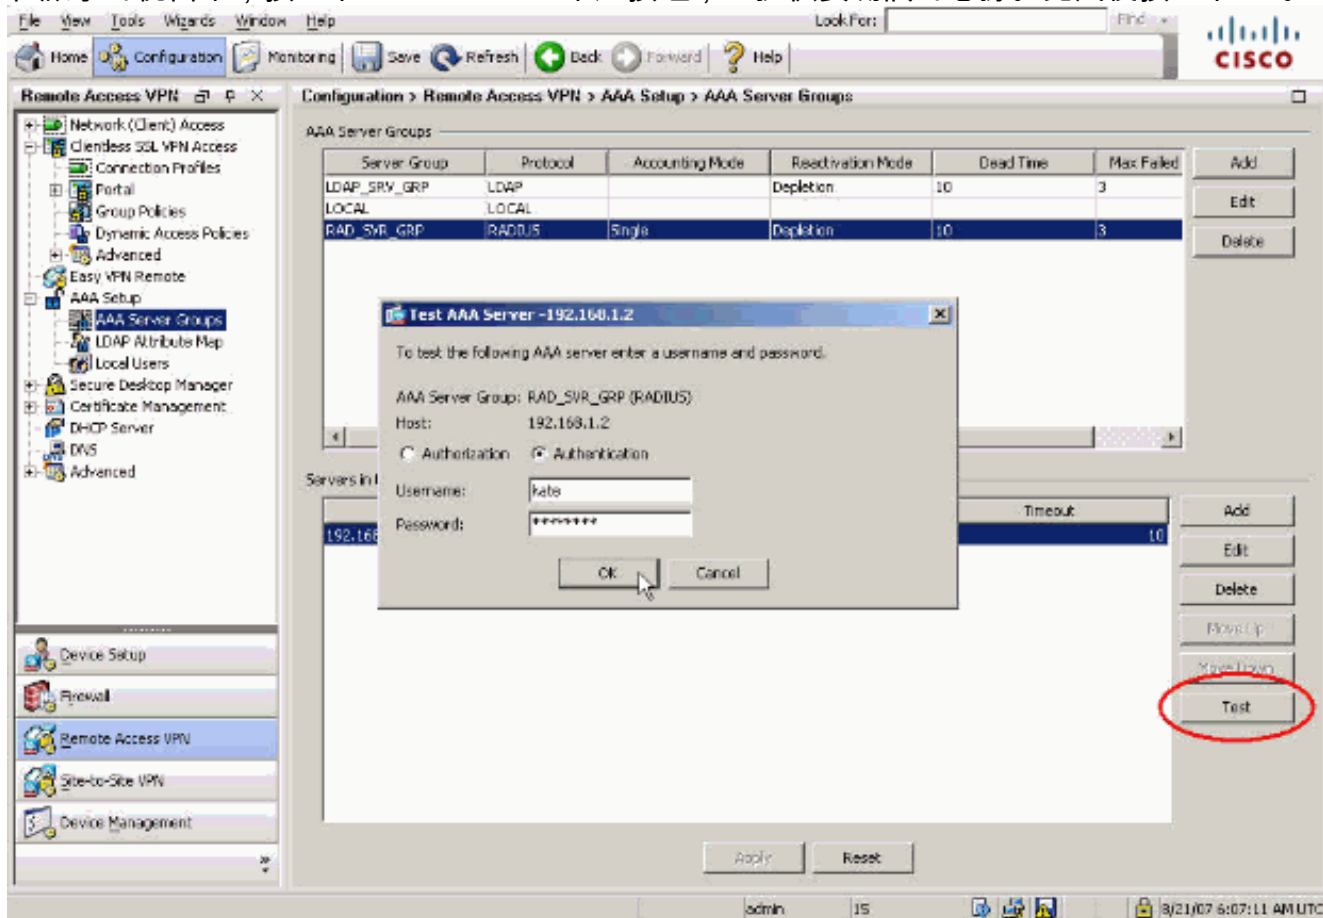 File View Tools Wizards Window Help Look For: Find
Home Configuration Monitoring Save Refresh Back Forward Help
CISCO
Remote Access VPN
Configuration > Remote Access VPN > AAA Setup > AAA Server Groups
Network (Client) Access
Clientless SSL VPN Access
Connection Profiles
Portal
Group Policies
Dynamic Access Policies
Advanced
Easy VPN Remote
AAA Setup
AAA Server Groups
LDAP Attribute Map
Local Users
Secure Desktop Manager
Certificate Management
DHCP Server
DNS
Advanced
Device Setup
Firewall
Remote Access VPN
Site-to-Site VPN
Device Management
AAA Server Groups
Server Group Protocol Accounting Mode Reactivation Mode Dead Time Max Failed
LDAP_SRV_GRP LDAP Depletion 10 3
LOCAL LOCAL
RAD_SVR_GRP RADIUS Single Depletion 10 3
Add
Edit
Delete
Test AAA Server -192.168.1.2
To test the following AAA server enter a username and password.
AAA Server Group: RAD_SVR_GRP (RADIUS)
Host: 192.168.1.2
Authorization Authentication
Username: kate
Password: ********
OK Cancel
Servers in
Timeout
192.168 10
Add
Edit
Delete
Move Up
Move Down
Test
Apply Reset
admin 15 8/21/07 6:07:11 AM UTC